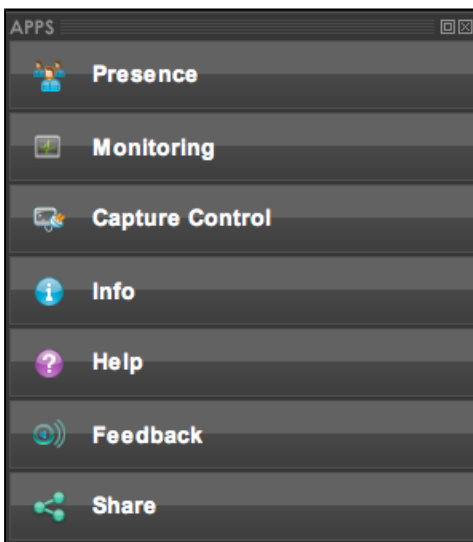 APPS
Presence
Monitoring
Capture Control
Info
Help
Feedback
Share